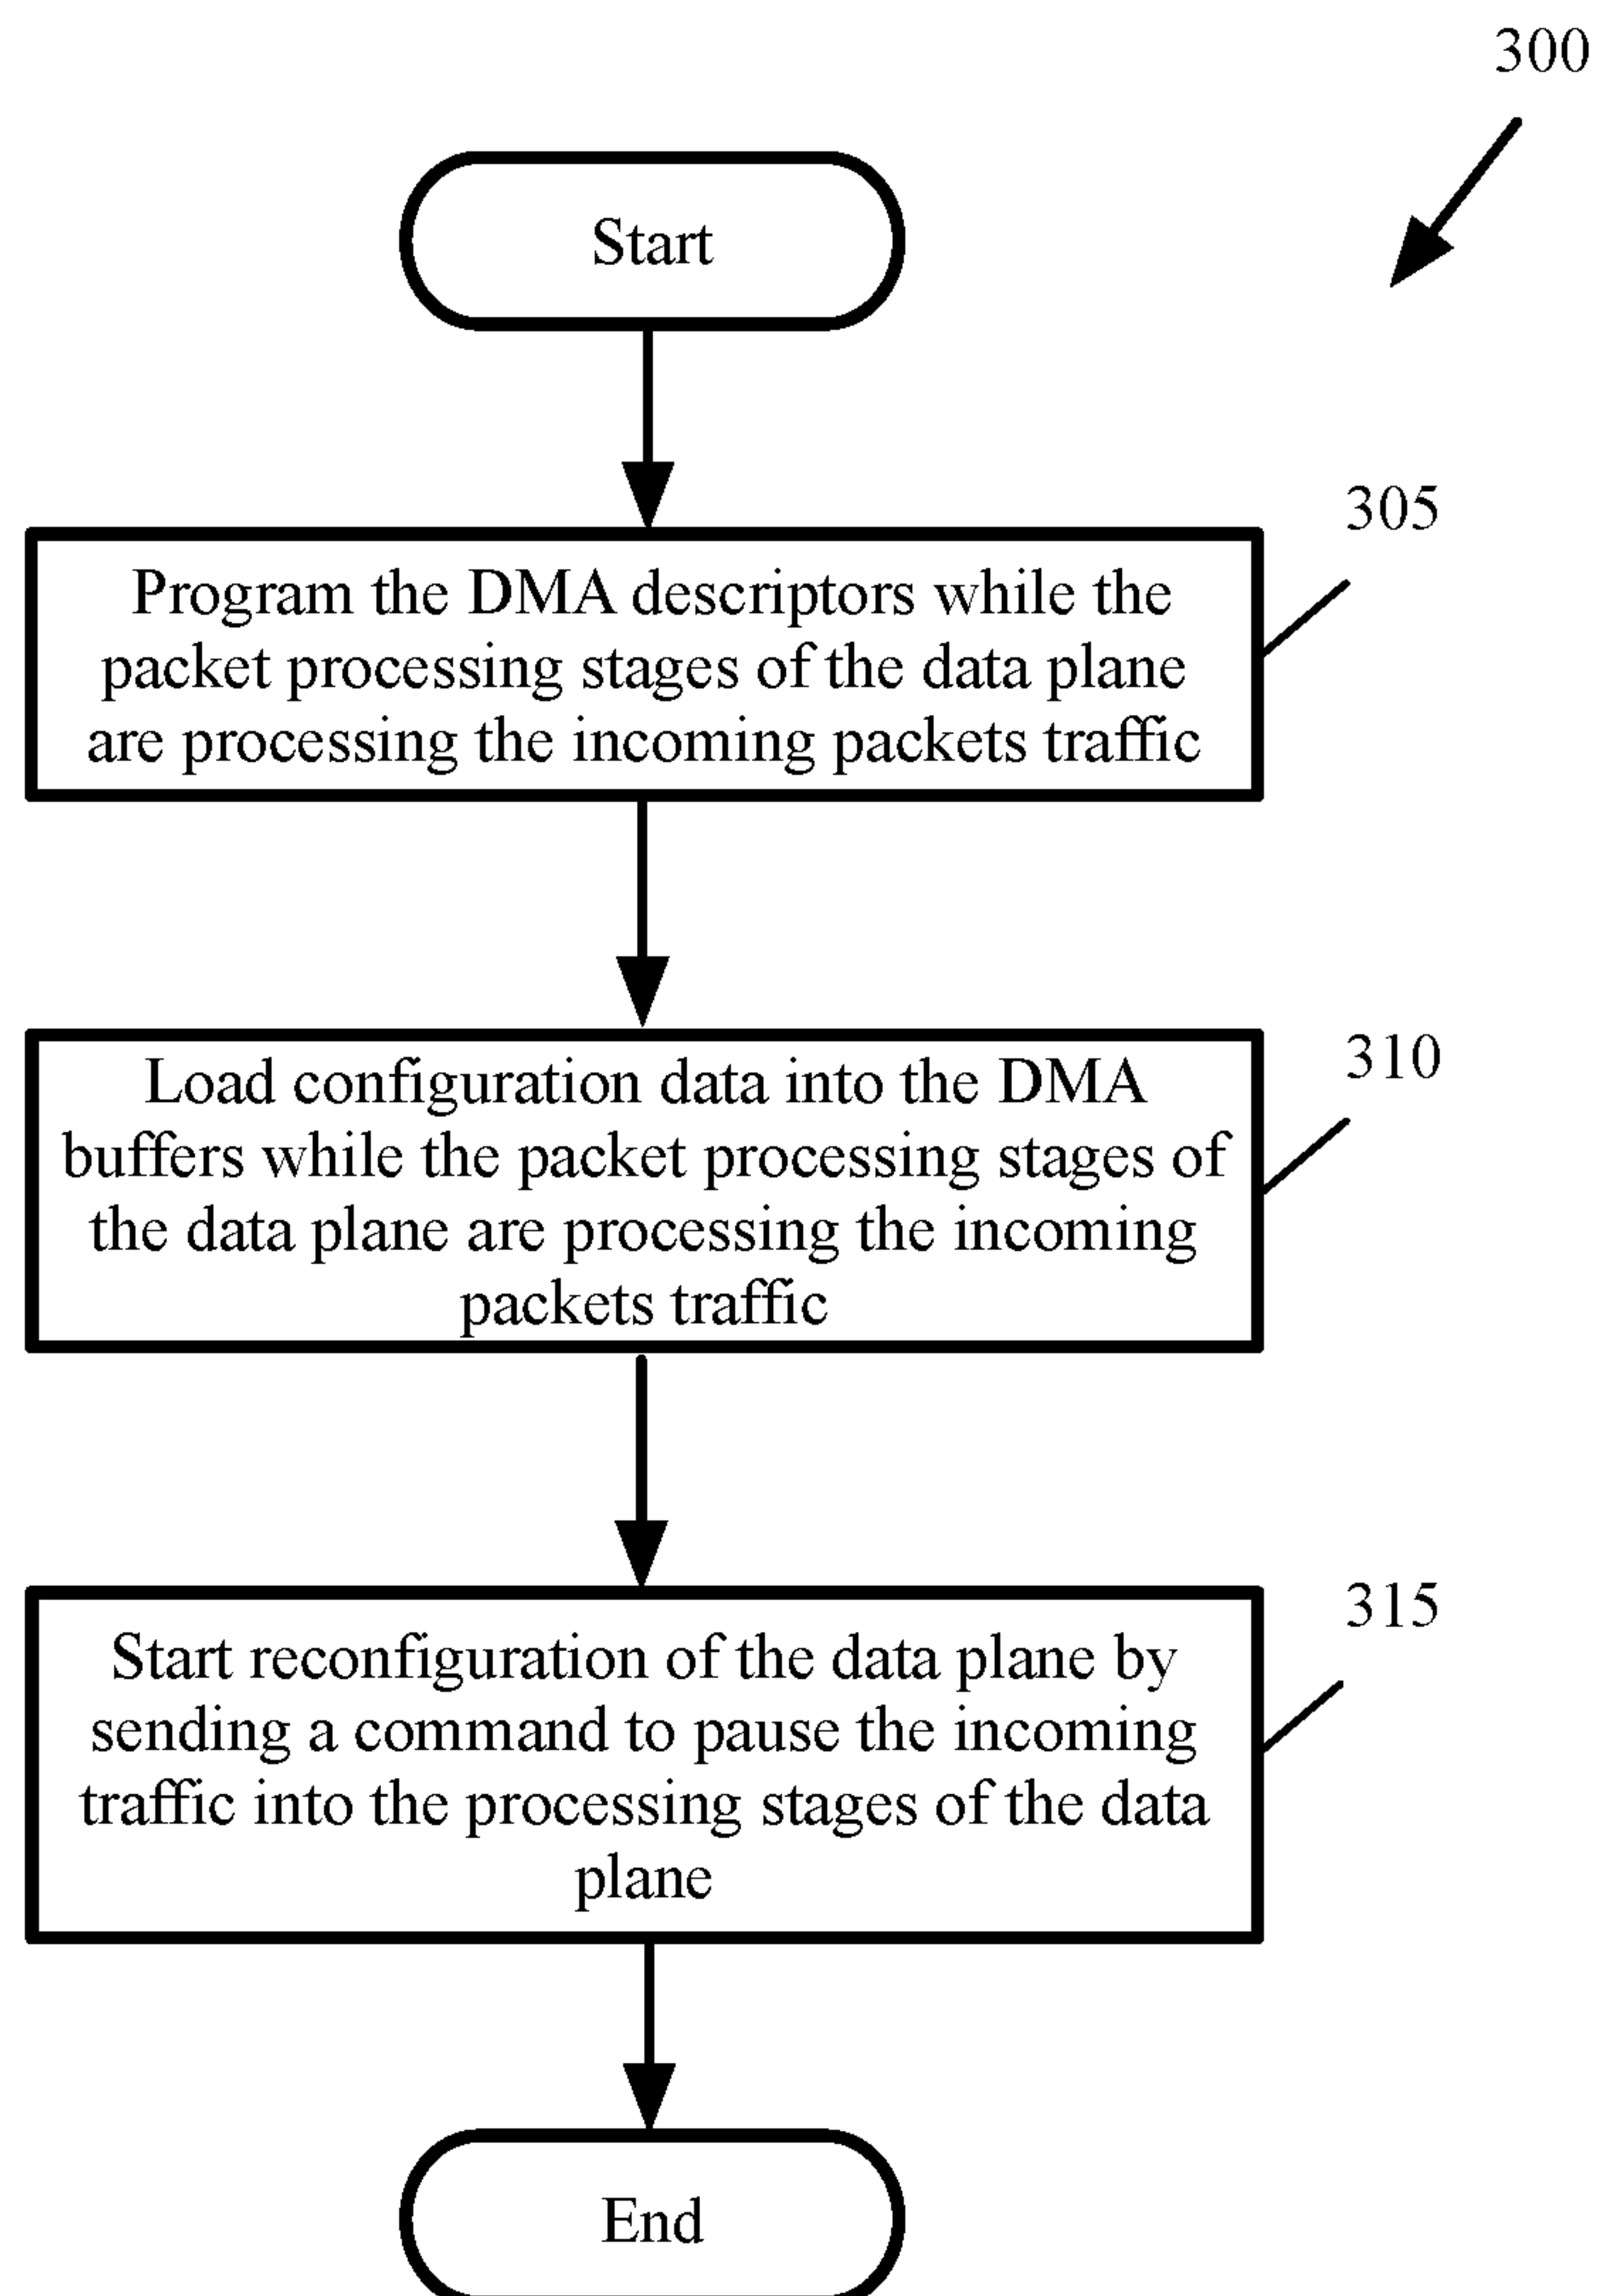 300
Start
305
Program the DMA descriptors while the
packet processing stages of the data plane
are processing the incoming packets traffic
310
Load configuration data into the DMA
buffers while the packet processing stages of
the data plane are processing the incoming
packets traffic
315
Start reconfiguration of the data plane by
sending a command to pause the incoming
traffic into the processing stages of the data
plane
End